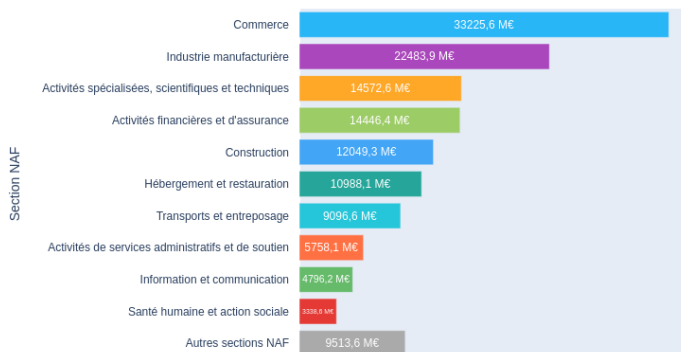 Commerce
33225,6 M€
Industrie manufacturière
22483,9 M€
Activités spécialisées, scientifiques et techniques
14572,6 M€
Activités financières et d'assurance
14446,4 M€
Construction
12049,3 M€
Hébergement et restauration
10988,1 M€
Transports et entreposage
9096,6 M€
Activités de services administratifs et de soutien
5758,1 M€
Information et communication
4796,2 M€
Santé humaine et action sociale
3338,6 M€
Autres sections NAF
9513,6 M€
Section NAF